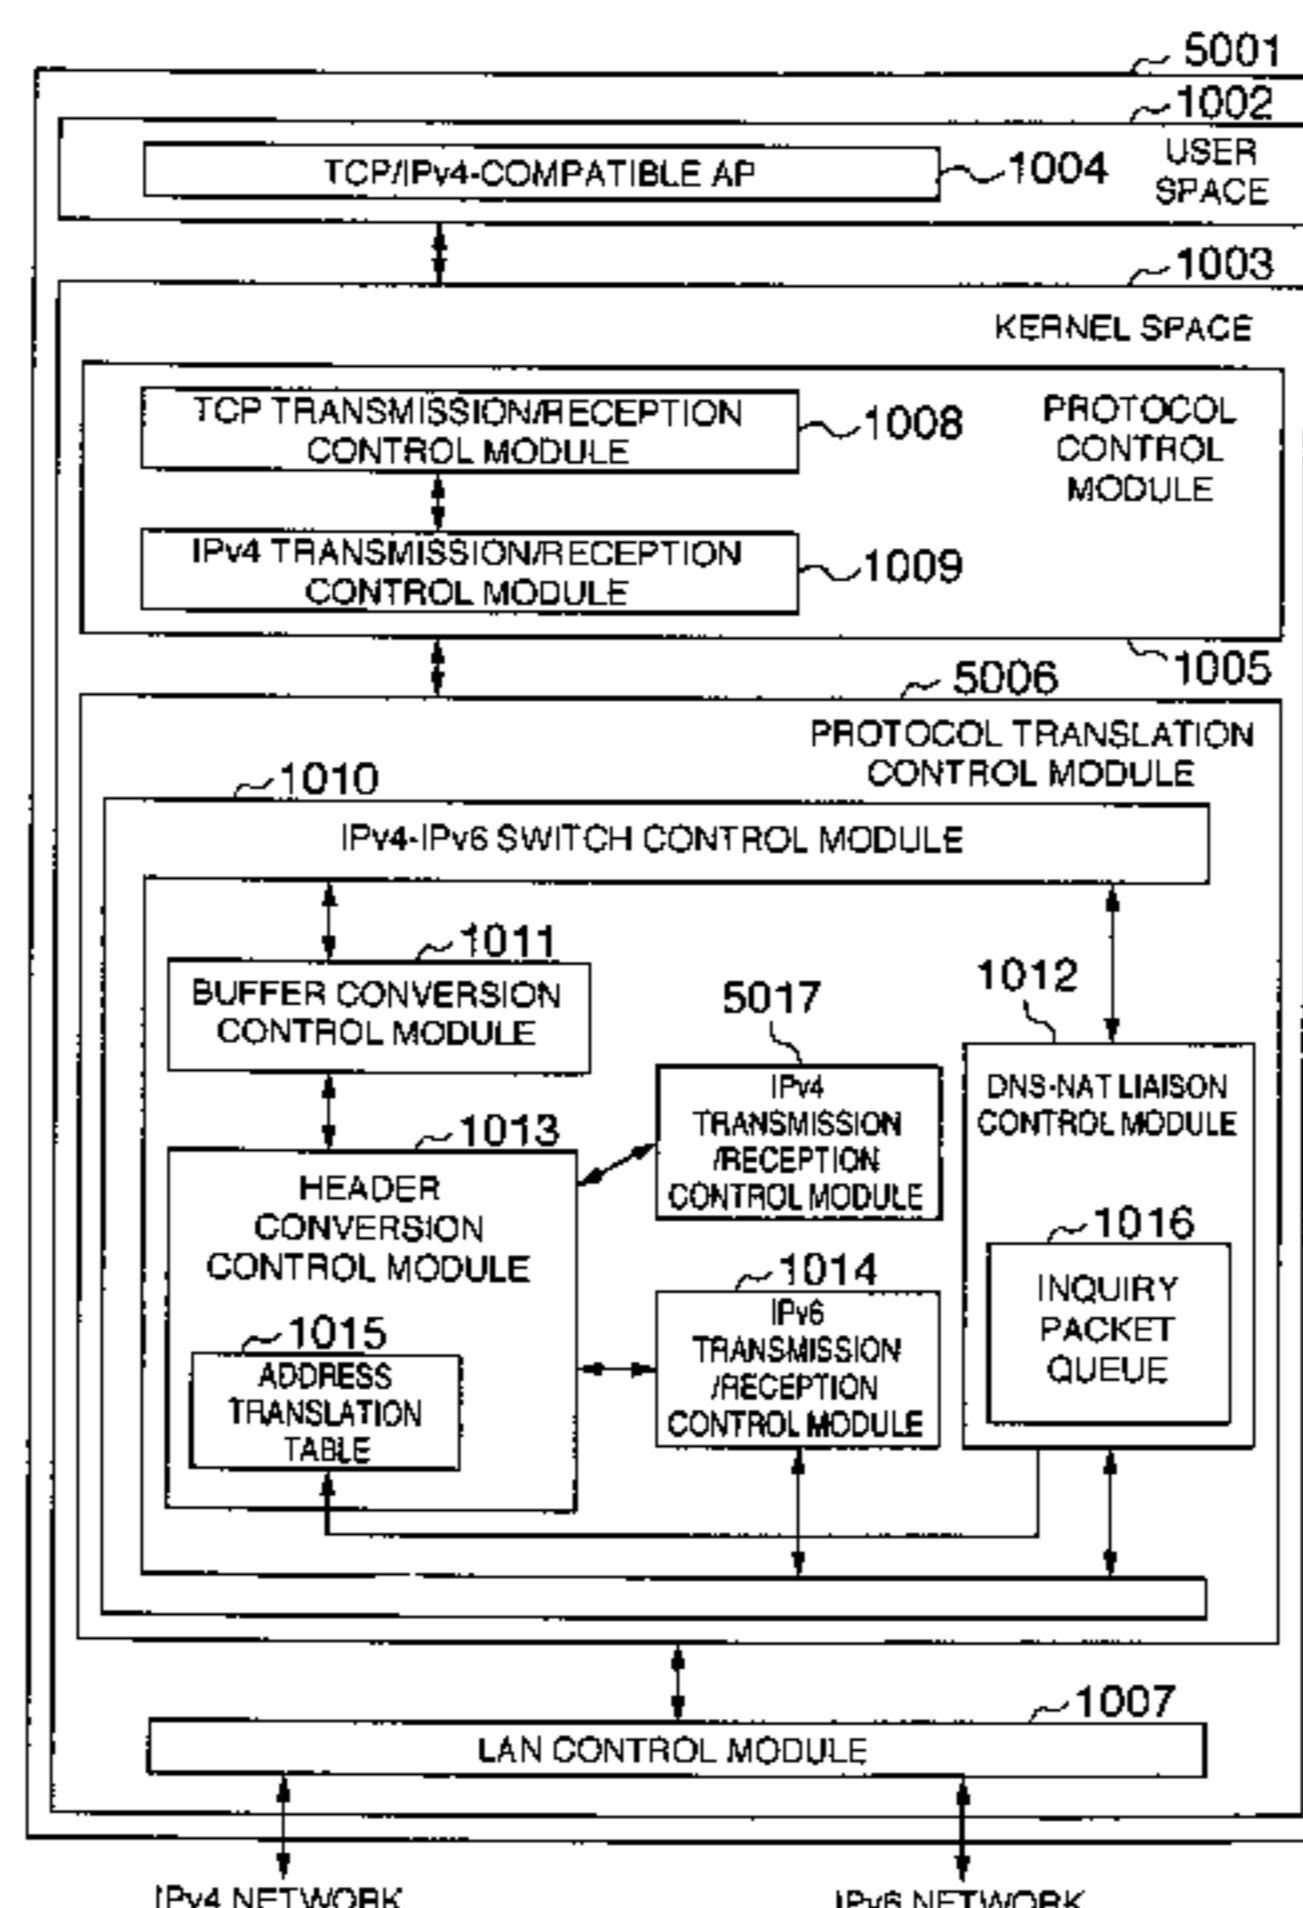 5001
1002
USER
SPACE
TCP/IPv4-COMPATIBLE AP
1004
1003
KERNEL SPACE
TCP TRANSMISSION/RECEPTION
CONTROL MODULE
1008
PROTOCOL
CONTROL
MODULE
IPv4 TRANSMISSION/RECEPTION
CONTROL MODULE
1009
1005
5006
PROTOCOL TRANSLATION
CONTROL MODULE
1010
IPv4-IPv6 SWITCH CONTROL MODULE
1011
BUFFER CONVERSION
CONTROL MODULE
5017
IPv4
TRANSMISSION
/RECEPTION
CONTROL MODULE
1012
DNS-NAT LIAISON
CONTROL MODULE
1013
HEADER
CONVERSION
CONTROL MODULE
1014
IPv6
TRANSMISSION
/RECEPTION
CONTROL MODULE
1016
INQUIRY
PACKET
QUEUE
1015
ADDRESS
TRANSLATION
TABLE
1007
LAN CONTROL MODULE
IPv4 NETWORK
IPv6 NETWORK